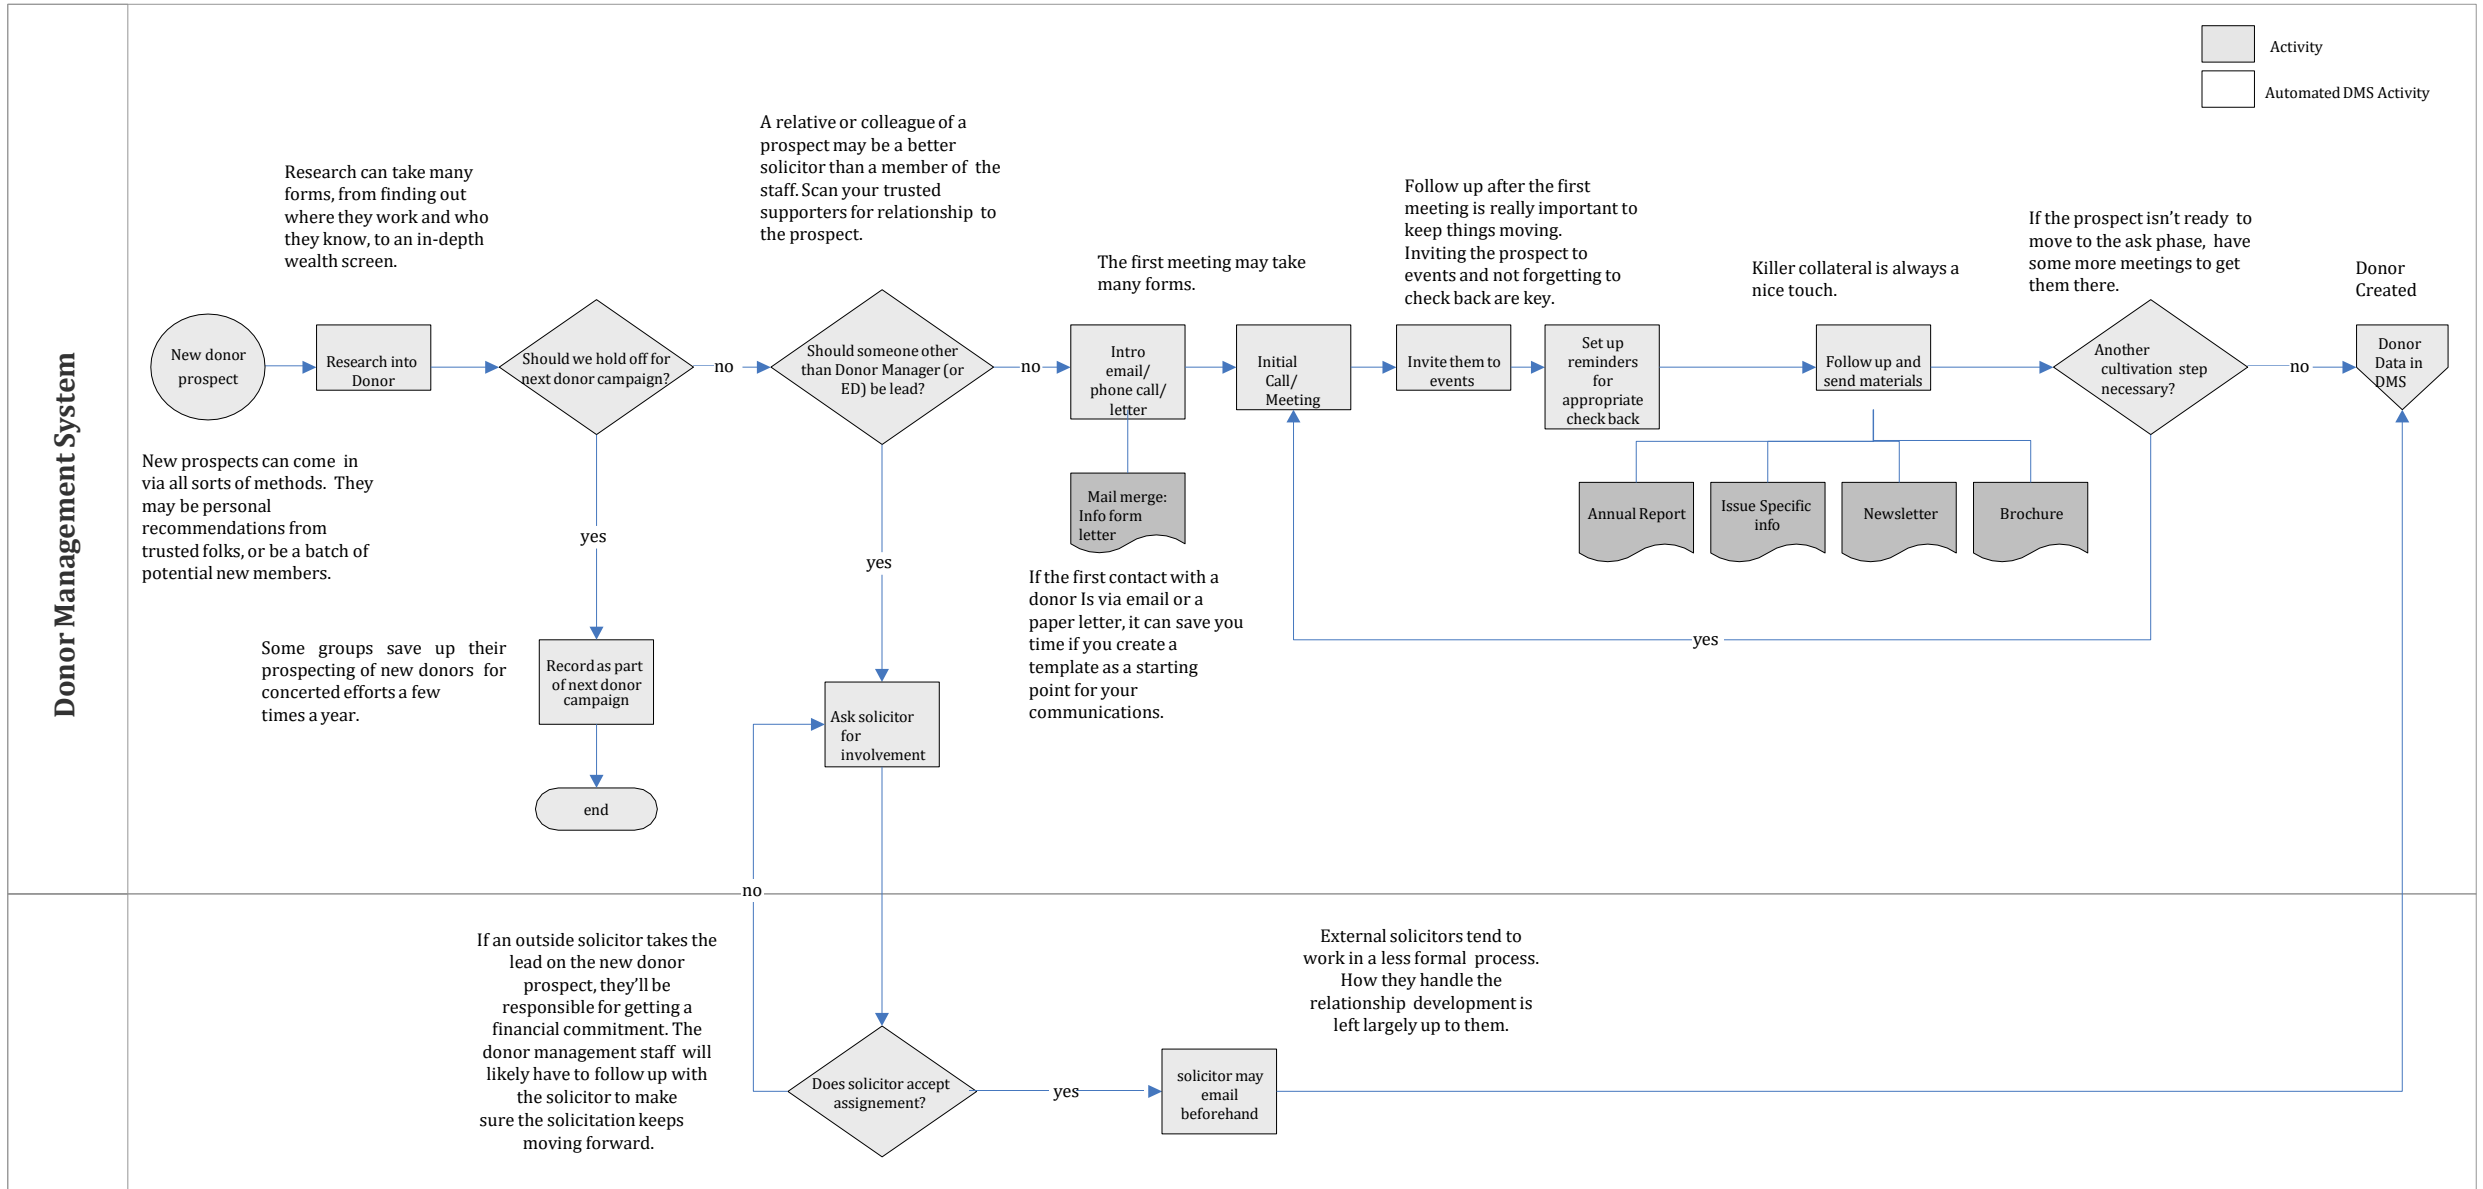 Donor Management System
Activity
Automated DMS Activity
Research can take many
forms, from finding out
where they work and who
they know, to an in-depth
wealth screen.
A relative or colleague of a
prospect may be a better
solicitor than a member of the
staff. Scan your trusted
supporters for relationship to
the prospect.
The first meeting may take
many forms.
Follow up after the first
meeting is really important to
keep things moving.
Inviting the prospect to
events and not forgetting to
check back are key.
Killer collateral is always a
nice touch.
If the prospect isn't ready to
move to the ask phase, have
some more meetings to get
them there.
Donor
Created
New donor
prospect
Research into
Donor
Should we hold off for
next donor campaign?
no
Should someone other
than Donor Manager (or
ED) be lead?
no
Intro
email/
phone call/
letter
Initial
Call/
Meeting
Invite them to
events
Set up
reminders
for
appropriate
check back
Follow up and
send materials
Another
cultivation step
necessary?
no
Donor
Data in
DMS
New prospects can come in
via all sorts of methods. They
may be personal
recommendations from
trusted folks, or be a batch of
potential new members.
yes
yes
Mail merge:
Info form
letter
Annual Report
Issue Specific
info
Newsletter
Brochure
If the first contact with a
donor Is via email or a
paper letter, it can save you
time if you create a
template as a starting
point for your
communications.
yes
Some groups save up their
prospecting of new donors for
concerted efforts a few
times a year.
Record as part
of next donor
campaign
Ask solicitor
for
involvement
end
no
If an outside solicitor takes the
lead on the new donor
prospect, they'll be
responsible for getting a
financial commitment. The
donor management staff will
likely have to follow up with
the solicitor to make
sure the solicitation keeps
moving forward.
External solicitors tend to
work in a less formal process.
How they handle the
relationship development is
left largely up to them.
Does solicitor accept
assignement?
yes
solicitor may
email
beforehand